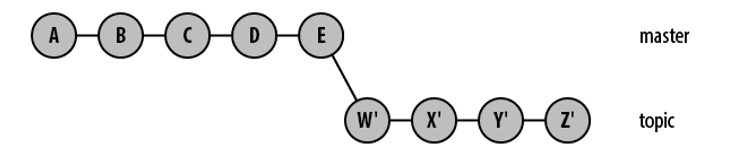 A B C D E master
W' X' Y' Z' topic